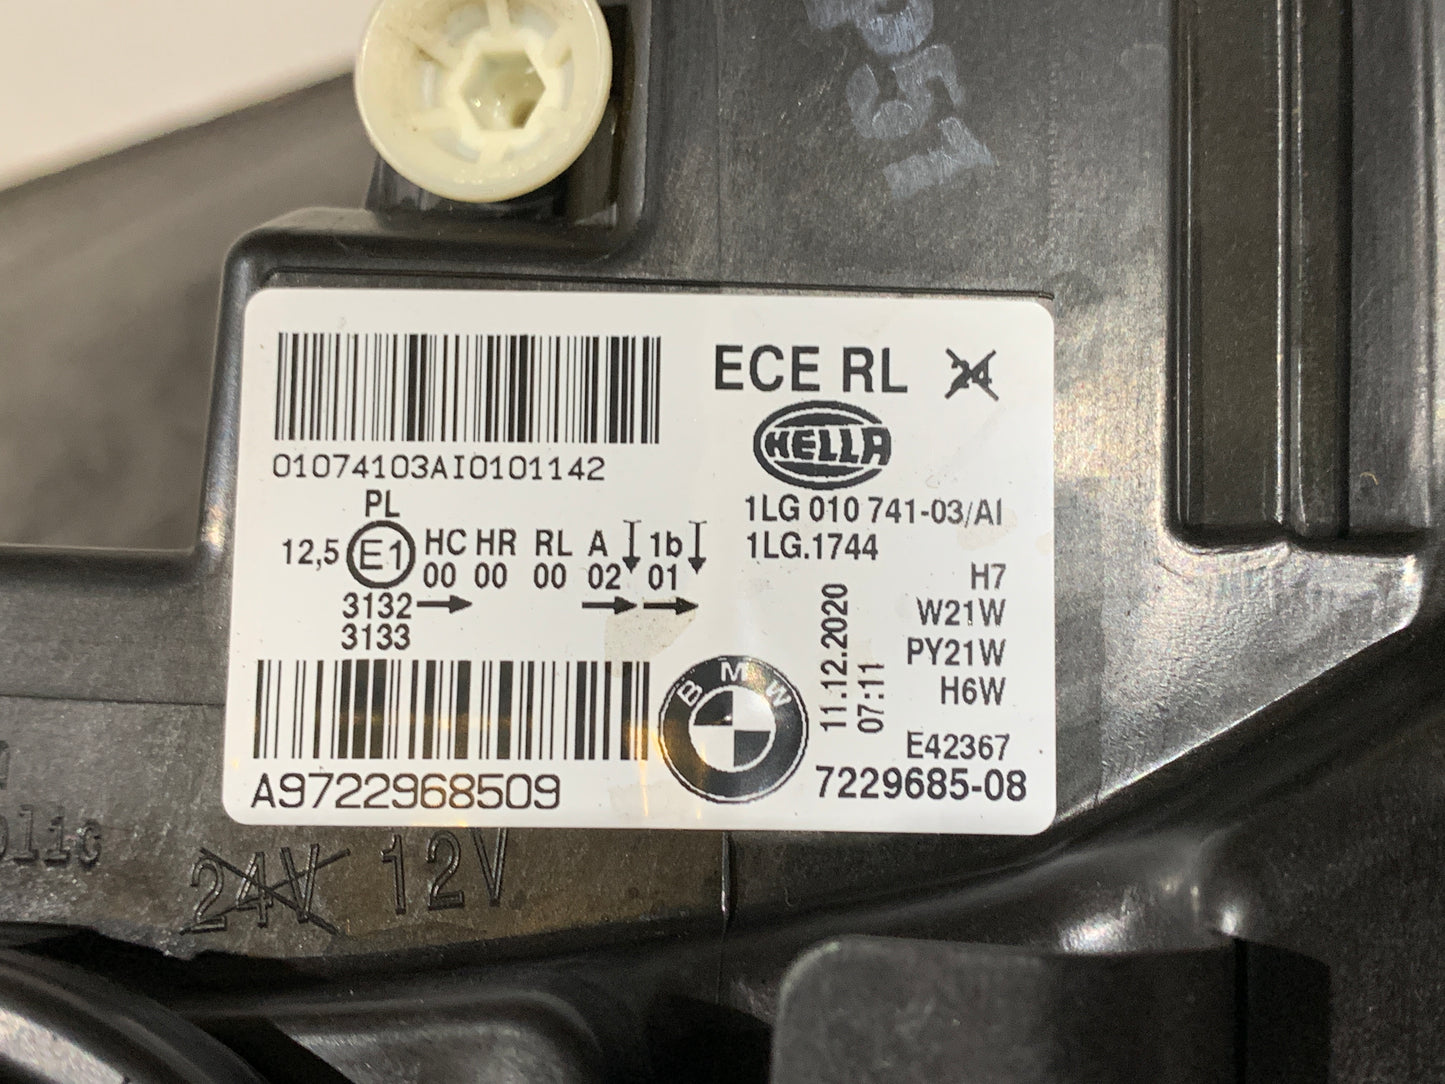 P51
ECE RL 24
HELLA
01074103AI0101142
1LG 010 741-03/AI
1LG.1744
PL
12,5 E1 HC HR RL A 1b
00 00 00 02 01
3132
3133
H7
W21W
PY21W
H6W
11.12.2020
07:11
BMW
E42367
7229685-08
A9722968509
24V 12V